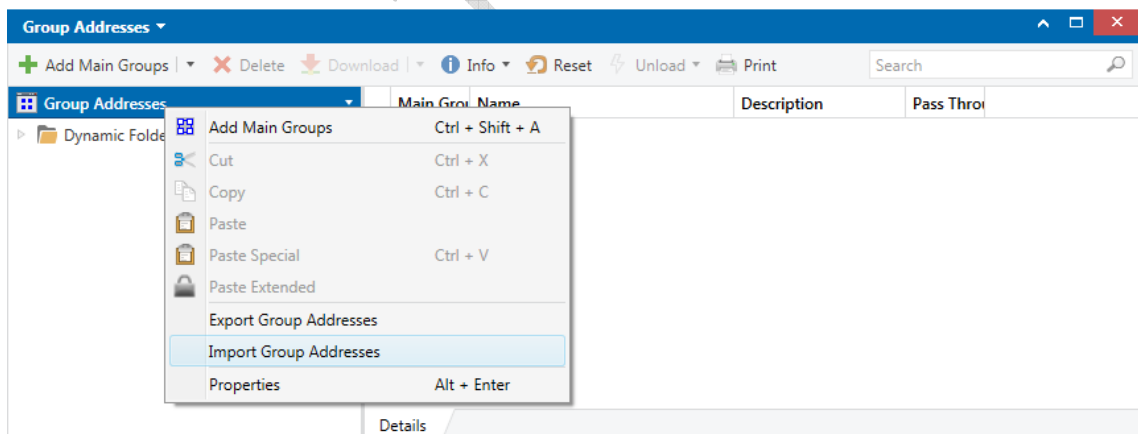 Group Addresses
Add Main Groups Delete Download Info Reset Unload Print Search
Group Addresses Main Grou Name Description Pass Throu
Dynamic Folde
Add Main Groups Ctrl + Shift + A
Cut Ctrl + X
Copy Ctrl + C
Paste
Paste Special Ctrl + V
Paste Extended
Export Group Addresses
Import Group Addresses
Properties Alt + Enter
Details